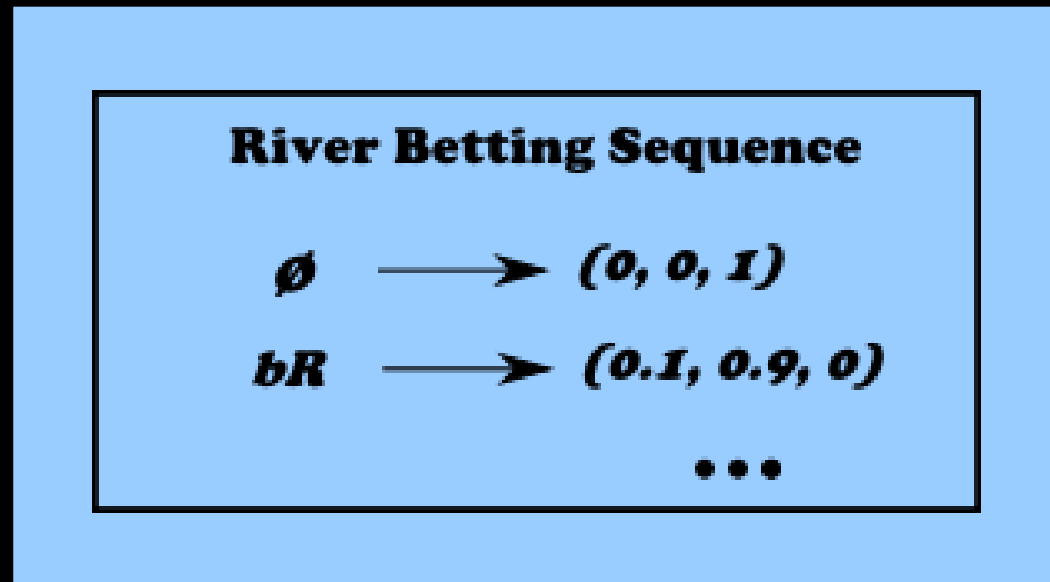 River Betting Sequence
ø → (0, 0, 1)
bR → (0.1, 0.9, 0)
...